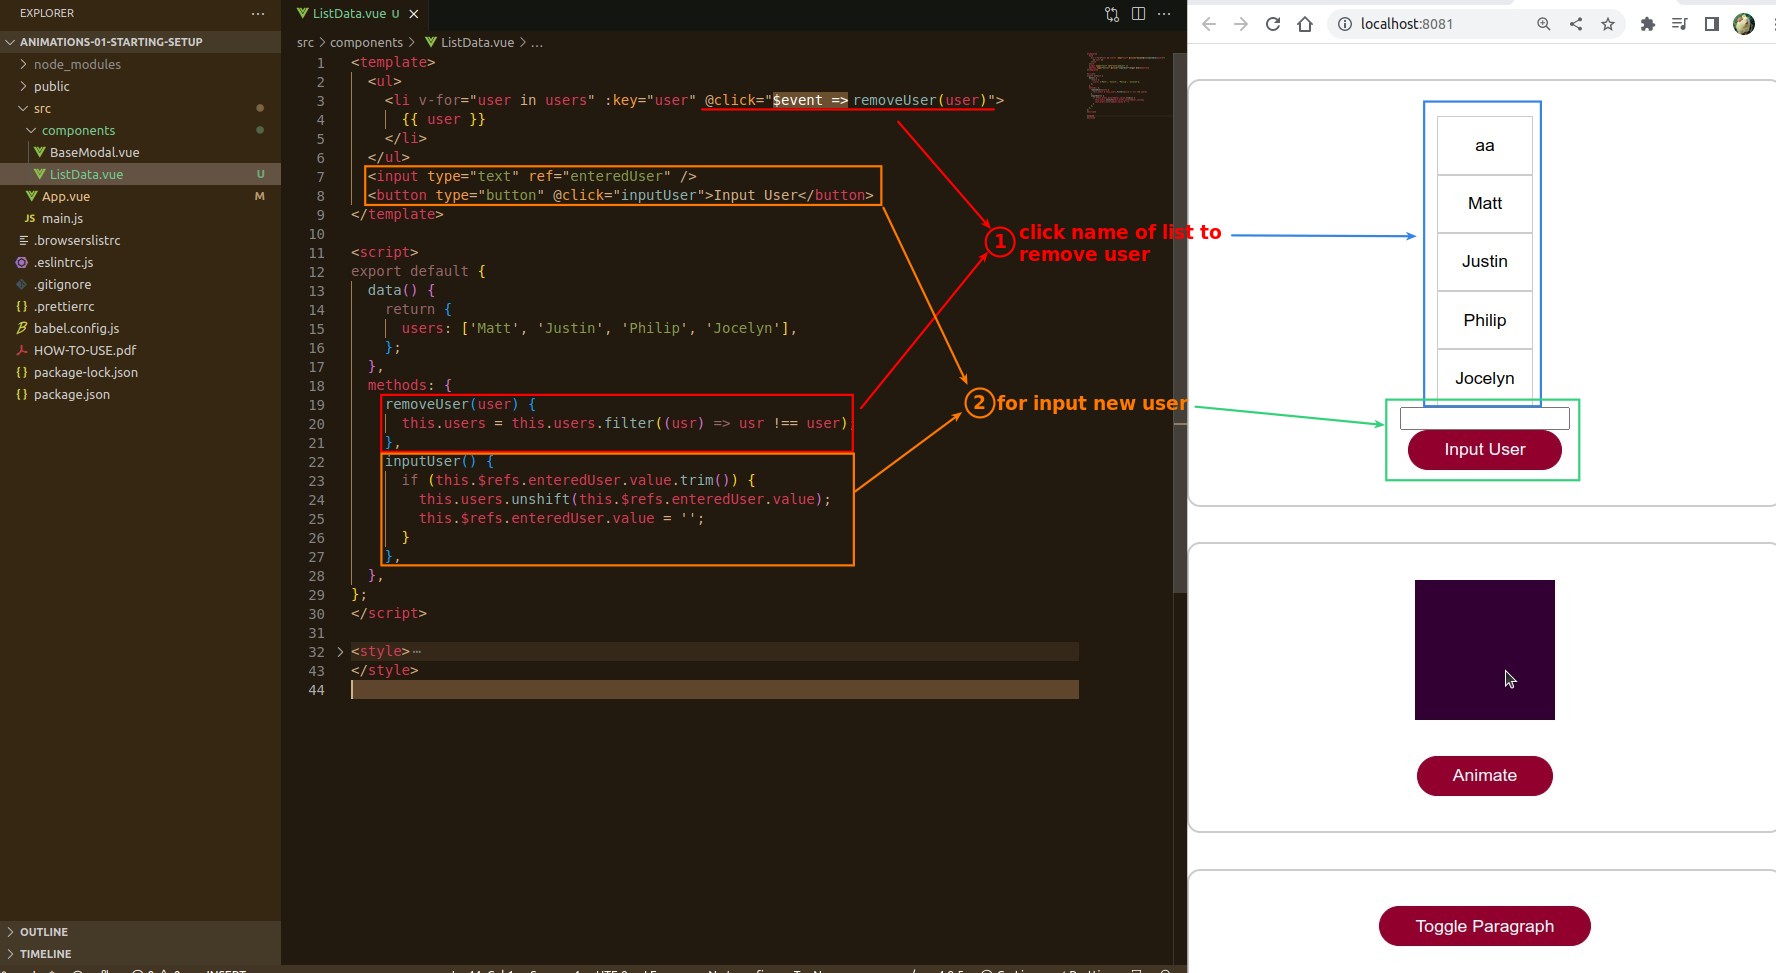 EXPLORER
ANIMATIONS-01-STARTING-SETUP
node_modules
public
src
components
BaseModal.vue
ListData.vue U
App.vue M
JS main.js
.browserslistrc
.eslintrc.js
.gitignore
{} .prettierrc
babel.config.js
HOW-TO-USE.pdf
{} package-lock.json
{} package.json
OUTLINE
TIMELINE
ListData.vue U
src > components > ListData.vue > ...
1 <template>
2 <ul>
3 <li v-for="user in users" :key="user" @click="$event => removeUser(user)">
4 {{ user }}
5 </li>
6 </ul>
7 <input type="text" ref="enteredUser" />
8 <button type="button" @click="inputUser">Input User</button>
9 </template>
10
11 <script>
12 export default {
13 data() {
14 return {
15 users: ['Matt', 'Justin', 'Philip', 'Jocelyn'],
16 };
17 },
18 methods: {
19 removeUser(user) {
20 this.users = this.users.filter((usr) => usr !== user)
21 },
22 inputUser() {
23 if (this.$refs.enteredUser.value.trim()) {
24 this.users.unshift(this.$refs.enteredUser.value);
25 this.$refs.enteredUser.value = '';
26 }
27 },
28 },
29 };
30 </script>
31
32 <style>
43 </style>
44
1 click name of list to
remove user
2 for input new user
localhost:8081
aa
Matt
Justin
Philip
Jocelyn
Input User
Animate
Toggle Paragraph